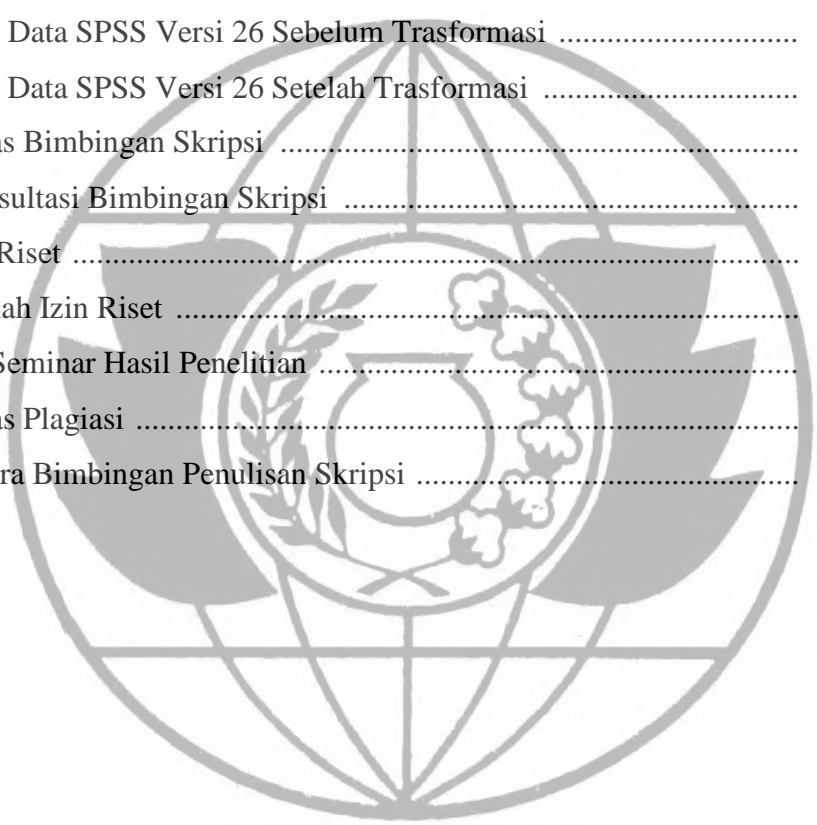 Data SPSS Versi 26 Sebelum Trasformasi ............................
Data SPSS Versi 26 Setelah Trasformasi ..............................
as Bimbingan Skripsi ..........................................................
sultasi Bimbingan Skripsi ...................................................
Riset ...................................................................................
ah Izin Riset .......................................................................
Seminar Hasil Penelitian ......................................................
as Plagiasi ...........................................................................
ra Bimbingan Penulisan Skripsi ...........................................